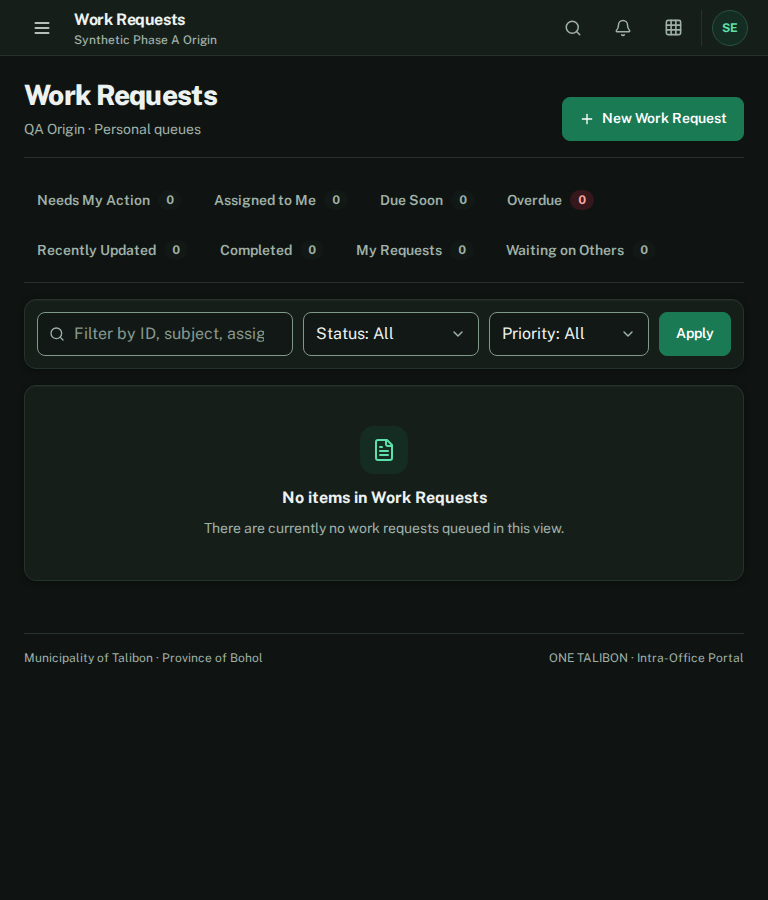 Work Requests
Synthetic Phase A Origin
SE
Work Requests
QA Origin · Personal queues
New Work Request
Needs My Action 0 Assigned to Me 0 Due Soon 0 Overdue 0
Recently Updated 0 Completed 0 My Requests 0 Waiting on Others 0
Filter by ID, subject, assig Status: All Priority: All Apply
No items in Work Requests
There are currently no work requests queued in this view.
Municipality of Talibon · Province of Bohol ONE TALIBON · Intra-Office Portal